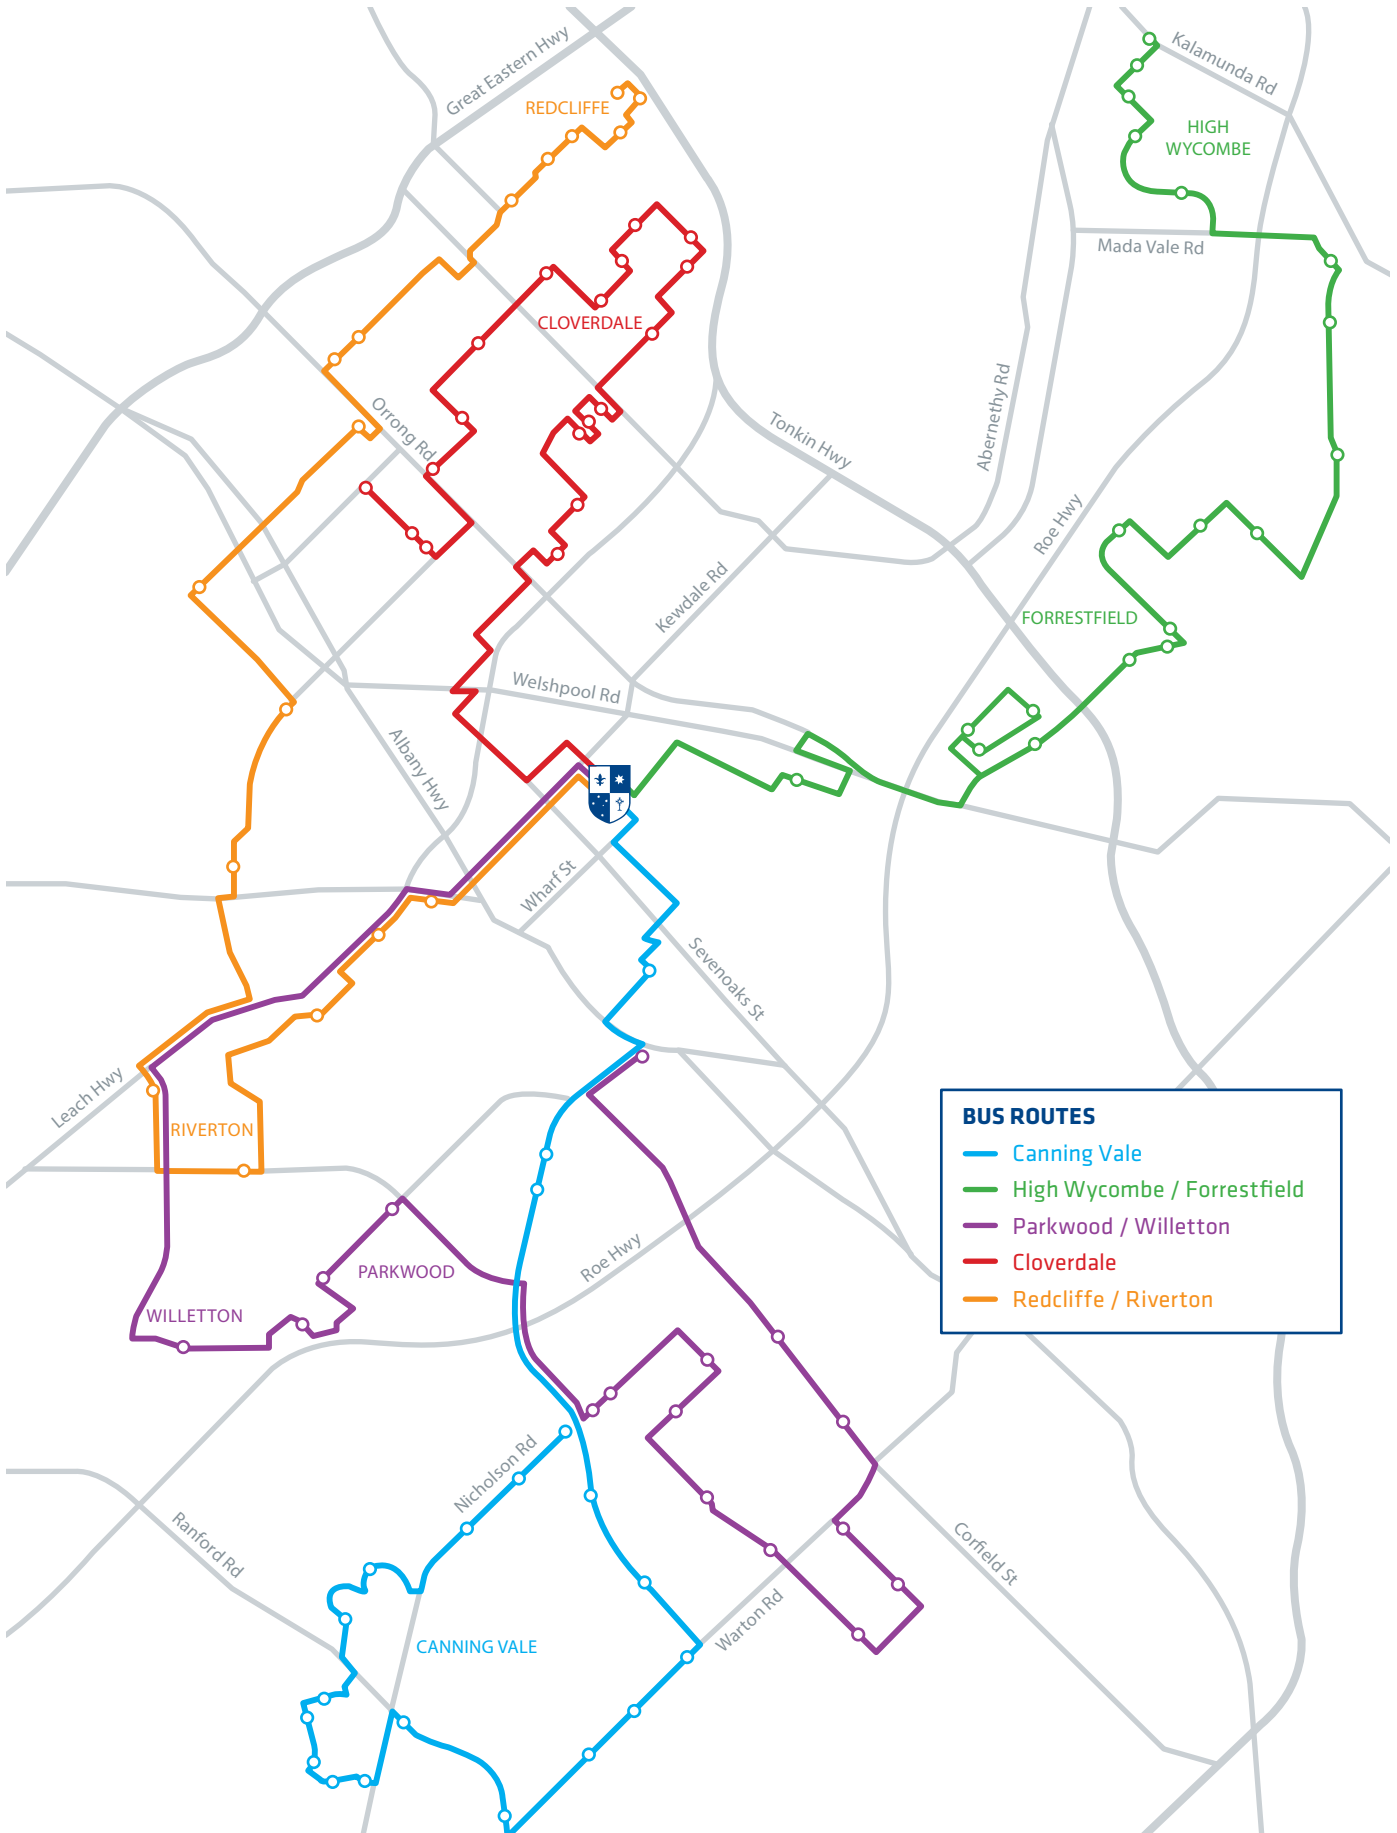 Great Eastern Hwy
Kalamunda Rd
REDCLIFFE
HIGH
WYCOMBE
Mada Vale Rd
CLOVERDALE
Orrong Rd
Tonkin Hwy
Abernethy Rd
Roe Hwy
Kewdale Rd
FORRESTFIELD
Welshpool Rd
Albany Hwy
Wharf St
Sevenoaks St
Leach Hwy
RIVERTON
BUS ROUTES
Canning Vale
High Wycombe / Forrestfield
Parkwood / Willetton
Cloverdale
Redcliffe / Riverton
Roe Hwy
PARKWOOD
WILLETTON
Nicholson Rd
Ranford Rd
Corfield St
Warton Rd
CANNING VALE